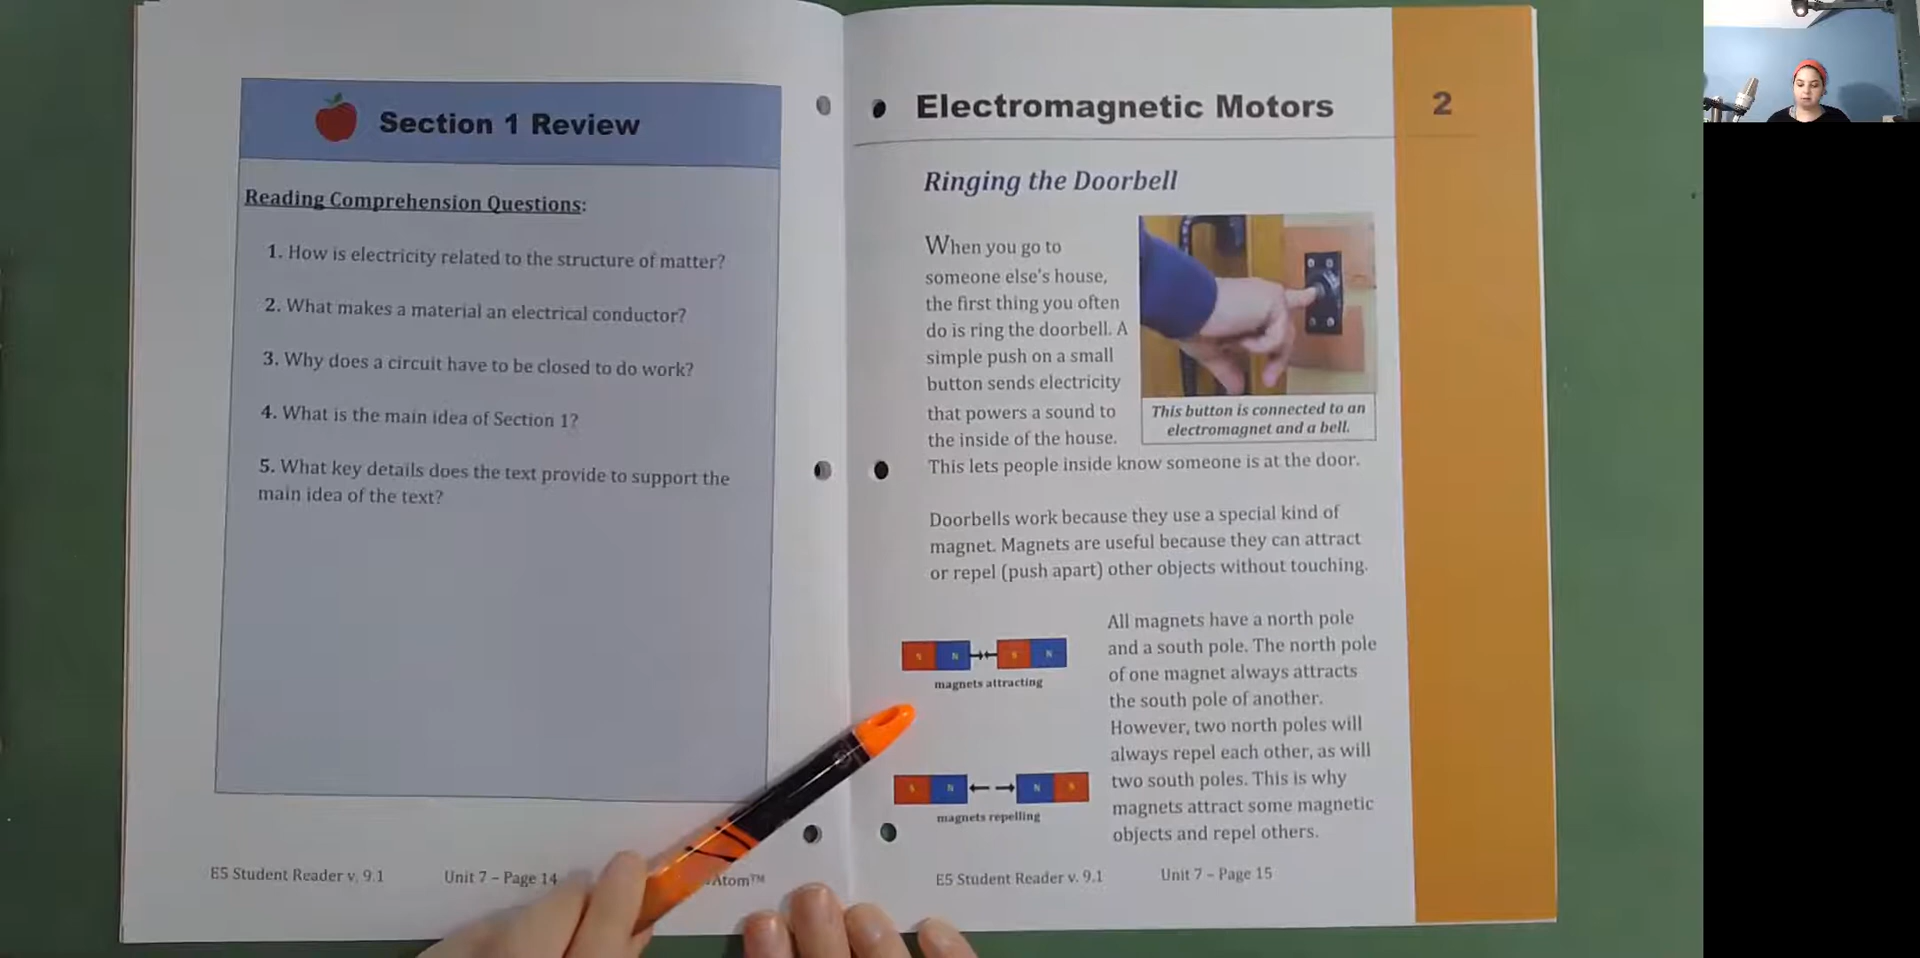 Section 1 Review
Reading Comprehension Questions:
1. How is electricity related to the structure of matter?
2. What makes a material an electrical conductor?
3. Why does a circuit have to be closed to do work?
4. What is the main idea of Section 1?
5. What key details does the text provide to support the
main idea of the text?
E5 Student Reader v. 9.1 Unit 7 – Page 14 Atom™
Electromagnetic Motors 2
Ringing the Doorbell
When you go to
someone else's house,
the first thing you often
do is ring the doorbell. A
simple push on a small
button sends electricity
that powers a sound to
the inside of the house.
This lets people inside know someone is at the door.
This button is connected to an
electromagnet and a bell.
Doorbells work because they use a special kind of
magnet. Magnets are useful because they can attract
or repel (push apart) other objects without touching.
S N S N
magnets attracting
S N N S
magnets repelling
All magnets have a north pole
and a south pole. The north pole
of one magnet always attracts
the south pole of another.
However, two north poles will
always repel each other, as will
two south poles. This is why
magnets attract some magnetic
objects and repel others.
E5 Student Reader v. 9.1 Unit 7 – Page 15